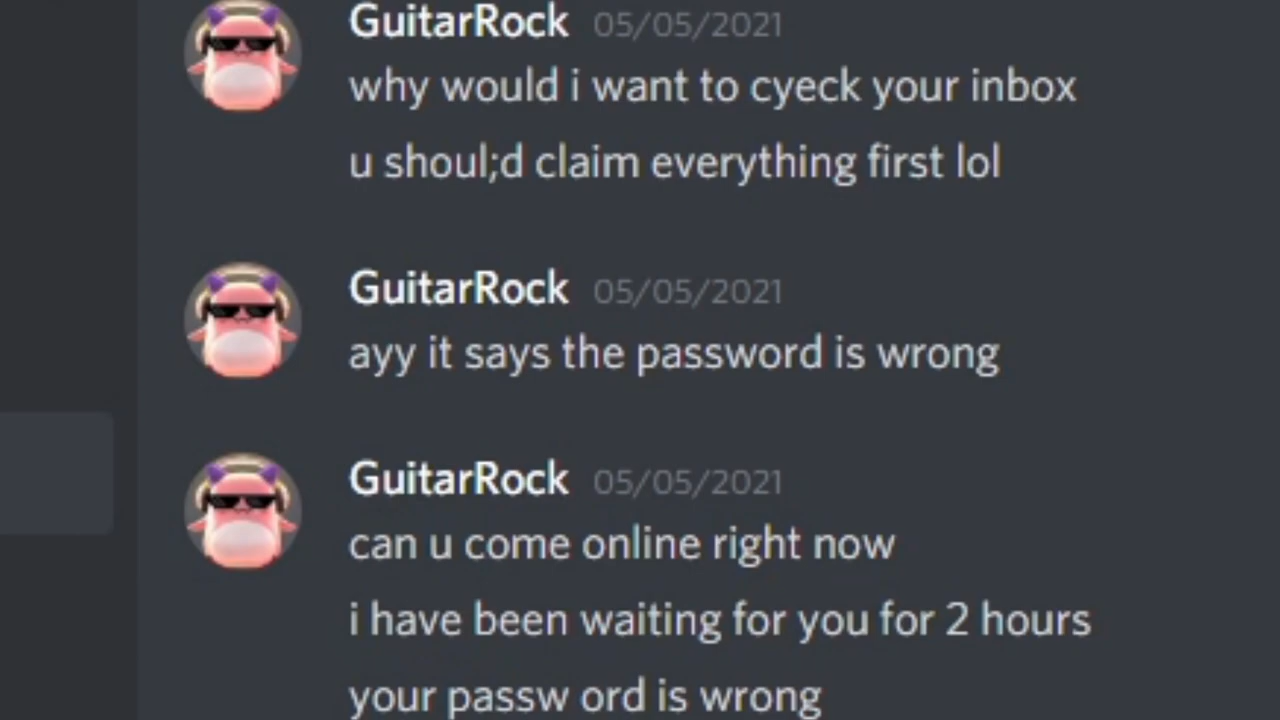 GuitarRock 05/05/2021
why would i want to cyeck your inbox
u shoul;d claim everything first lol
GuitarRock 05/05/2021
ayy it says the password is wrong
GuitarRock 05/05/2021
can u come online right now
i have been waiting for you for 2 hours
your passw ord is wrong